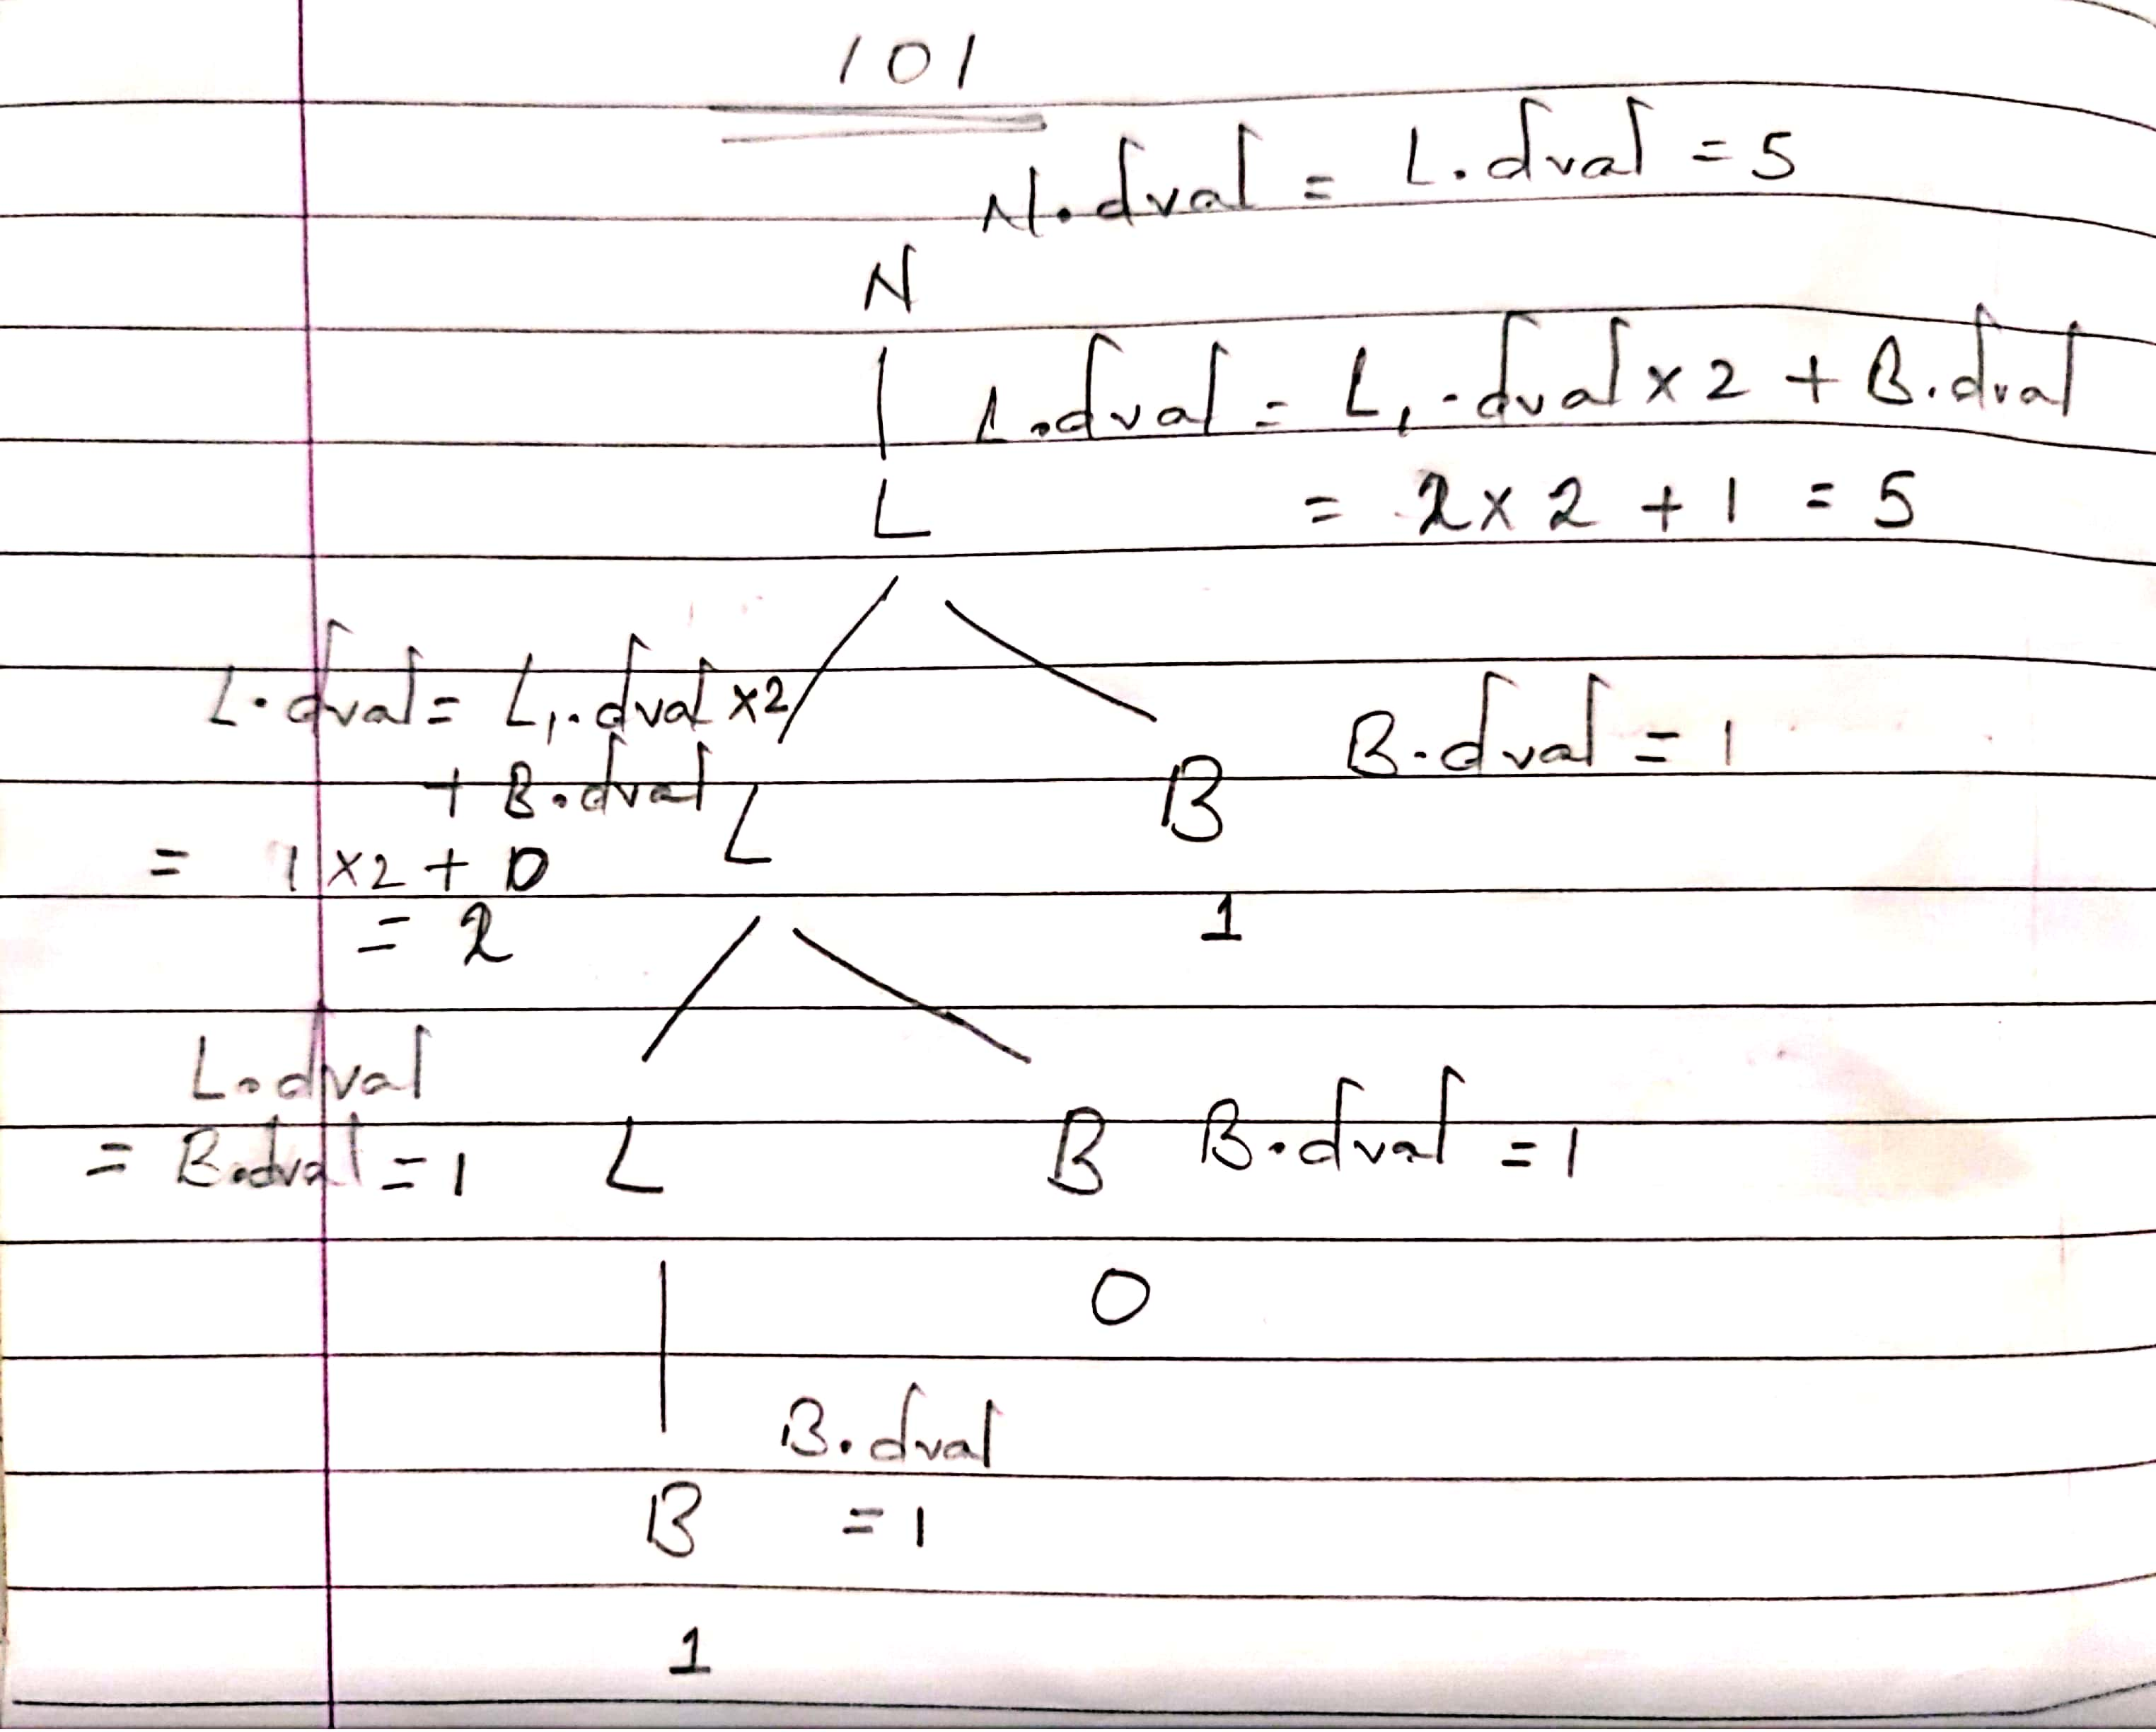 101
N.dval = L.dval = 5
N
L.dval = L₁.dval x 2 + B.dval
L = 2 x 2 + 1 = 5
L.dval = L₁.dval x2
B.dval = 1
+ B.dval L B
= 1 x2 + 0
= 2 1
L.dval
= B.dval = 1 L B B.dval = 1
0
B.dval
B = 1
1